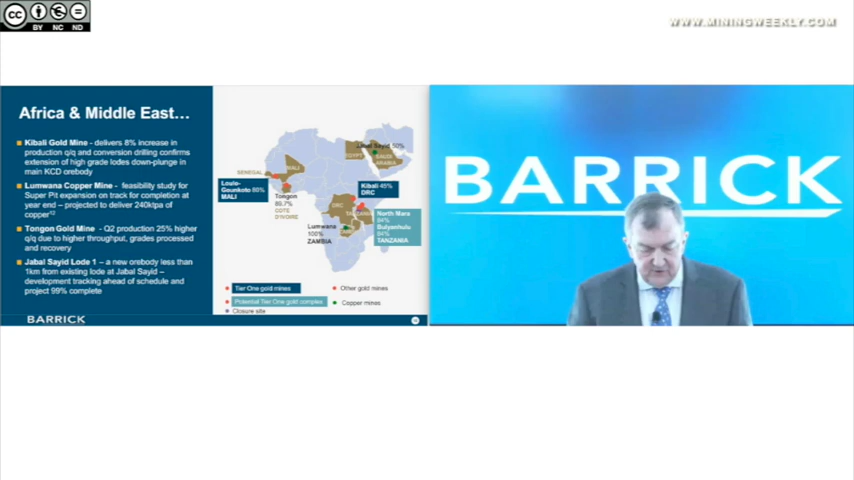 CC BY NC ND
WWW.MININGWEEKLY.COM
Africa & Middle East...
Kibali Gold Mine - delivers 8% increase in
production q/q and conversion drilling confirms
extension of high grade lodes down-plunge in
main KCD orebody
Lumwana Copper Mine - feasibility study for
Super Pit expansion on track for completion at
year end – projected to deliver 240ktpa of
copper
Tongon Gold Mine - Q2 production 25% higher
q/q due to higher throughput, grades processed
and recovery
Jabal Sayid Lode 1 – a new orebody less than
1km from existing lode at Jabal Sayid –
development tracking ahead of schedule and
project 99% complete
BARRICK
Jabal Sayid 50%
EGYPT
SAUDI
ARABIA
MALI
SENEGAL
Loulo-
Gounkoto 80%
MALI
Tongon
89.7%
COTE
D'IVOIRE
Kibali 45%
DRC
DRC
TANZANIA
North Mara
84%
Bulyanhulu
84%
TANZANIA
Lumwana
100%
ZAMBIA
Tier One gold mines
Potential Tier One gold complex
Closure site
Other gold mines
Copper mines
BARRICK